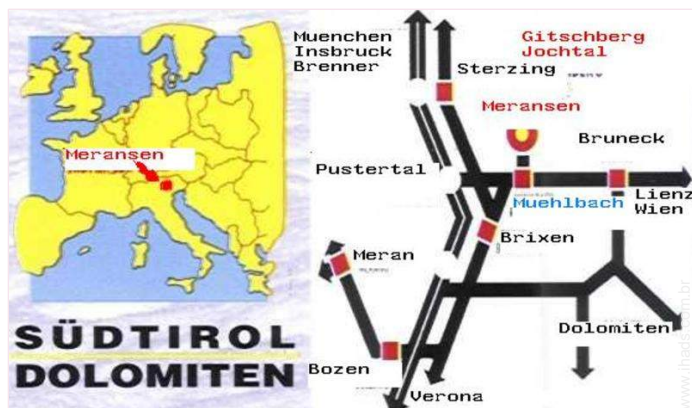 Meransen
SÜDTIROL
DOLOMITEN
Muenchen
Insbruck
Brenner
Gitschberg
Jochtal
Sterzing
Meransen
Bruneck
Pustertal
Muehlbach
Lienz
Wien
Brixen
Meran
Dolomiten
Bozen
Verona